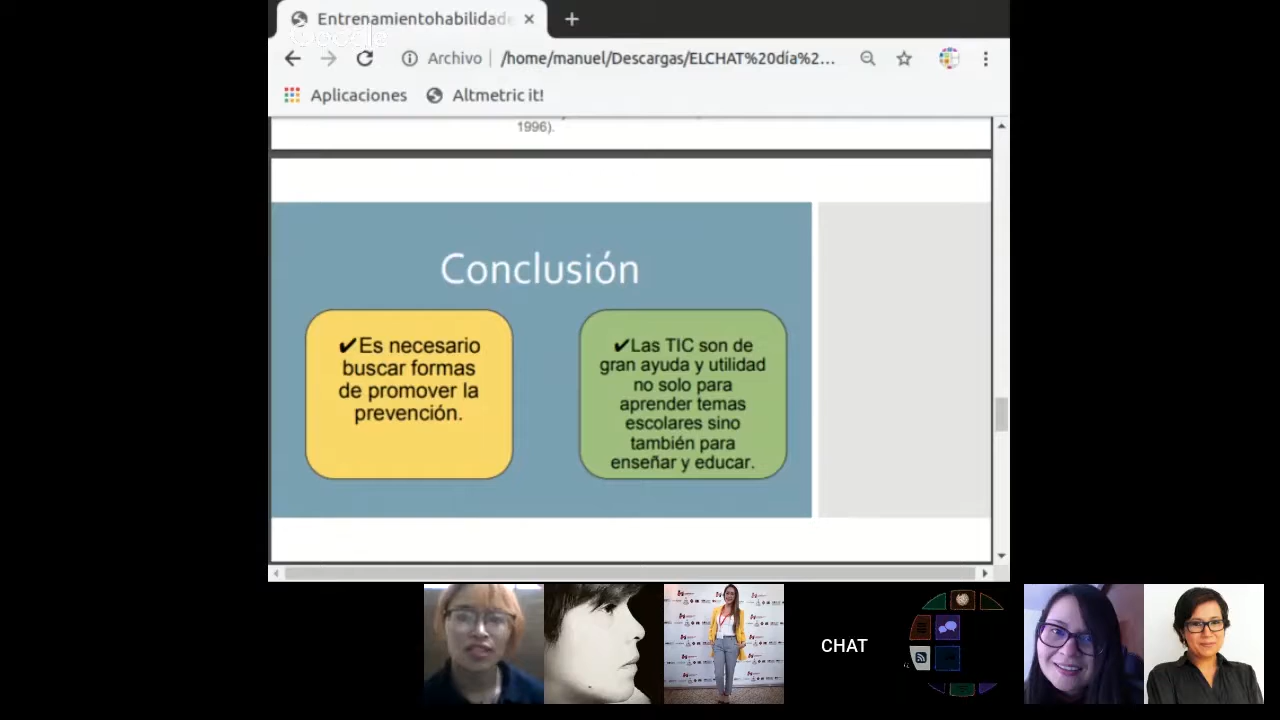 Entrenamientohabilidade
Google
Archivo | /home/manuel/Descargas/ELCHAT%20día%2...
Aplicaciones
Altmetric it!
1996).
Conclusión
✔Es necesario
buscar formas
de promover la
prevención.
✔Las TIC son de
gran ayuda y utilidad
no solo para
aprender temas
escolares sino
también para
enseñar y educar.
CHAT